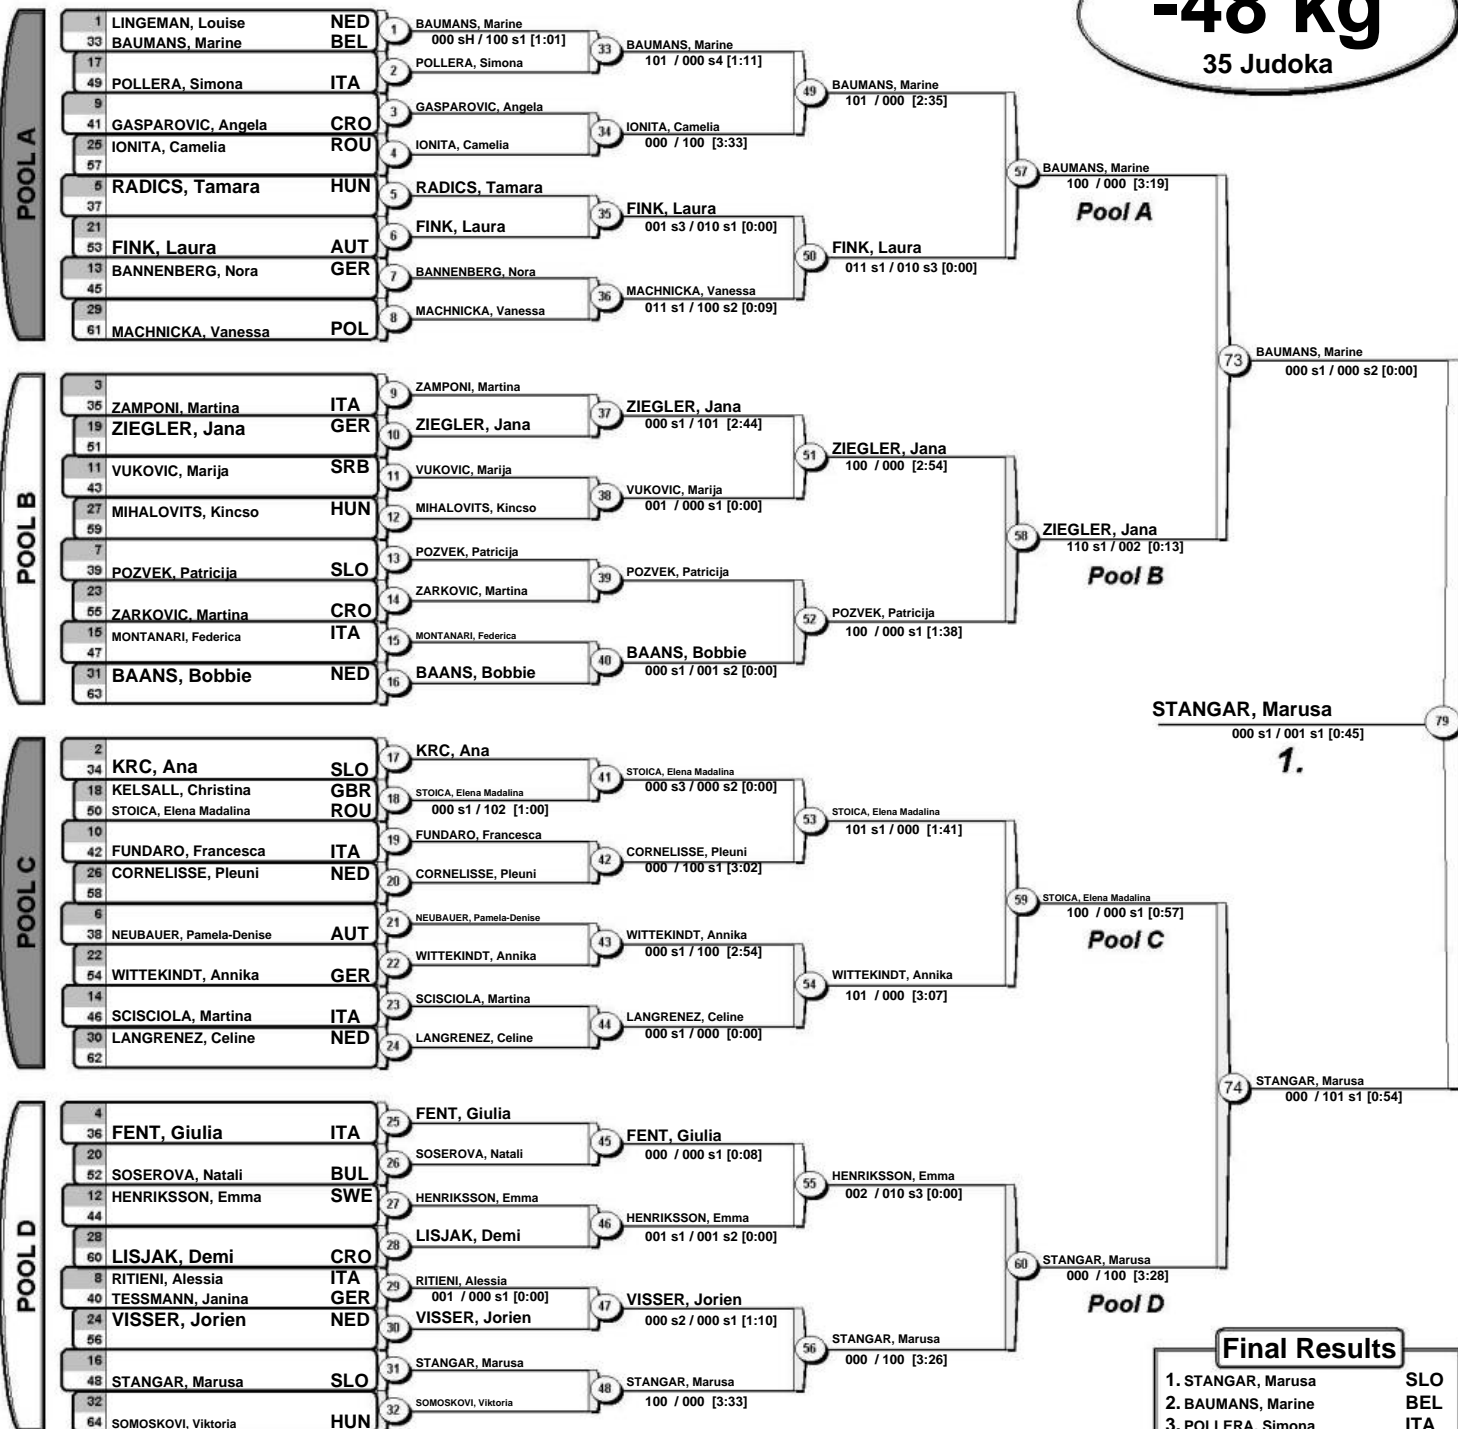 -48 kg
35 Judoka
POOL A
1 LINGEMAN, Louise NED
33 BAUMANS, Marine BEL
17
49 POLLERA, Simona ITA
9
41 GASPAROVIC, Angela CRO
25 IONITA, Camelia ROU
57
5 RADICS, Tamara HUN
37
21
53 FINK, Laura AUT
13 BANNENBERG, Nora GER
45
29
61 MACHNICKA, Vanessa POL
1 BAUMANS, Marine
000 sH / 100 s1 [1:01]
2 POLLERA, Simona
3 GASPAROVIC, Angela
4 IONITA, Camelia
5 RADICS, Tamara
6 FINK, Laura
7 BANNENBERG, Nora
8 MACHNICKA, Vanessa
33 BAUMANS, Marine
101 / 000 s4 [1:11]
34 IONITA, Camelia
000 / 100 [3:33]
35 FINK, Laura
001 s3 / 010 s1 [0:00]
36 MACHNICKA, Vanessa
011 s1 / 100 s2 [0:09]
49 BAUMANS, Marine
101 / 000 [2:35]
50 FINK, Laura
011 s1 / 010 s3 [0:00]
57 BAUMANS, Marine
100 / 000 [3:19]
Pool A
POOL B
3
35 ZAMPONI, Martina ITA
19 ZIEGLER, Jana GER
51
11 VUKOVIC, Marija SRB
43
27 MIHALOVITS, Kincso HUN
59
7
39 POZVEK, Patricija SLO
23
55 ZARKOVIC, Martina CRO
15 MONTANARI, Federica ITA
47
31 BAANS, Bobbie NED
63
9 ZAMPONI, Martina
10 ZIEGLER, Jana
11 VUKOVIC, Marija
12 MIHALOVITS, Kincso
13 POZVEK, Patricija
14 ZARKOVIC, Martina
15 MONTANARI, Federica
16 BAANS, Bobbie
37 ZIEGLER, Jana
000 s1 / 101 [2:44]
38 VUKOVIC, Marija
001 / 000 s1 [0:00]
39 POZVEK, Patricija
40 BAANS, Bobbie
000 s1 / 001 s2 [0:00]
51 ZIEGLER, Jana
100 / 000 [2:54]
52 POZVEK, Patricija
100 / 000 s1 [1:38]
58 ZIEGLER, Jana
110 s1 / 002 [0:13]
Pool B
73 BAUMANS, Marine
000 s1 / 000 s2 [0:00]
STANGAR, Marusa 79
000 s1 / 001 s1 [0:45]
1.
POOL C
2
34 KRC, Ana SLO
18 KELSALL, Christina GBR
50 STOICA, Elena Madalina ROU
10
42 FUNDARO, Francesca ITA
26 CORNELISSE, Pleuni NED
58
6
38 NEUBAUER, Pamela-Denise AUT
22
54 WITTEKINDT, Annika GER
14
46 SCISCIOLA, Martina ITA
30 LANGRENEZ, Celine NED
62
17 KRC, Ana
18 STOICA, Elena Madalina
000 s1 / 102 [1:00]
19 FUNDARO, Francesca
20 CORNELISSE, Pleuni
21 NEUBAUER, Pamela-Denise
22 WITTEKINDT, Annika
23 SCISCIOLA, Martina
24 LANGRENEZ, Celine
41 STOICA, Elena Madalina
000 s3 / 000 s2 [0:00]
42 CORNELISSE, Pleuni
000 / 100 s1 [3:02]
43 WITTEKINDT, Annika
000 s1 / 100 [2:54]
44 LANGRENEZ, Celine
000 s1 / 000 [0:00]
53 STOICA, Elena Madalina
101 s1 / 000 [1:41]
54 WITTEKINDT, Annika
101 / 000 [3:07]
59 STOICA, Elena Madalina
100 / 000 s1 [0:57]
Pool C
POOL D
4
36 FENT, Giulia ITA
20
52 SOSEROVA, Natali BUL
12 HENRIKSSON, Emma SWE
44
28
60 LISJAK, Demi CRO
8 RITIENI, Alessia ITA
40 TESSMANN, Janina GER
24 VISSER, Jorien NED
56
16
48 STANGAR, Marusa SLO
32
64 SOMOSKOVI, Viktoria HUN
25 FENT, Giulia
26 SOSEROVA, Natali
27 HENRIKSSON, Emma
28 LISJAK, Demi
29 RITIENI, Alessia
001 / 000 s1 [0:00]
30 VISSER, Jorien
31 STANGAR, Marusa
32 SOMOSKOVI, Viktoria
45 FENT, Giulia
000 / 000 s1 [0:08]
46 HENRIKSSON, Emma
001 s1 / 001 s2 [0:00]
47 VISSER, Jorien
000 s2 / 000 s1 [1:10]
48 STANGAR, Marusa
100 / 000 [3:33]
55 HENRIKSSON, Emma
002 / 010 s3 [0:00]
56 STANGAR, Marusa
000 / 100 [3:26]
60 STANGAR, Marusa
000 / 100 [3:28]
Pool D
74 STANGAR, Marusa
000 / 101 s1 [0:54]
Final Results
1. STANGAR, Marusa SLO
2. BAUMANS, Marine BEL
3. POLLERA, Simona ITA